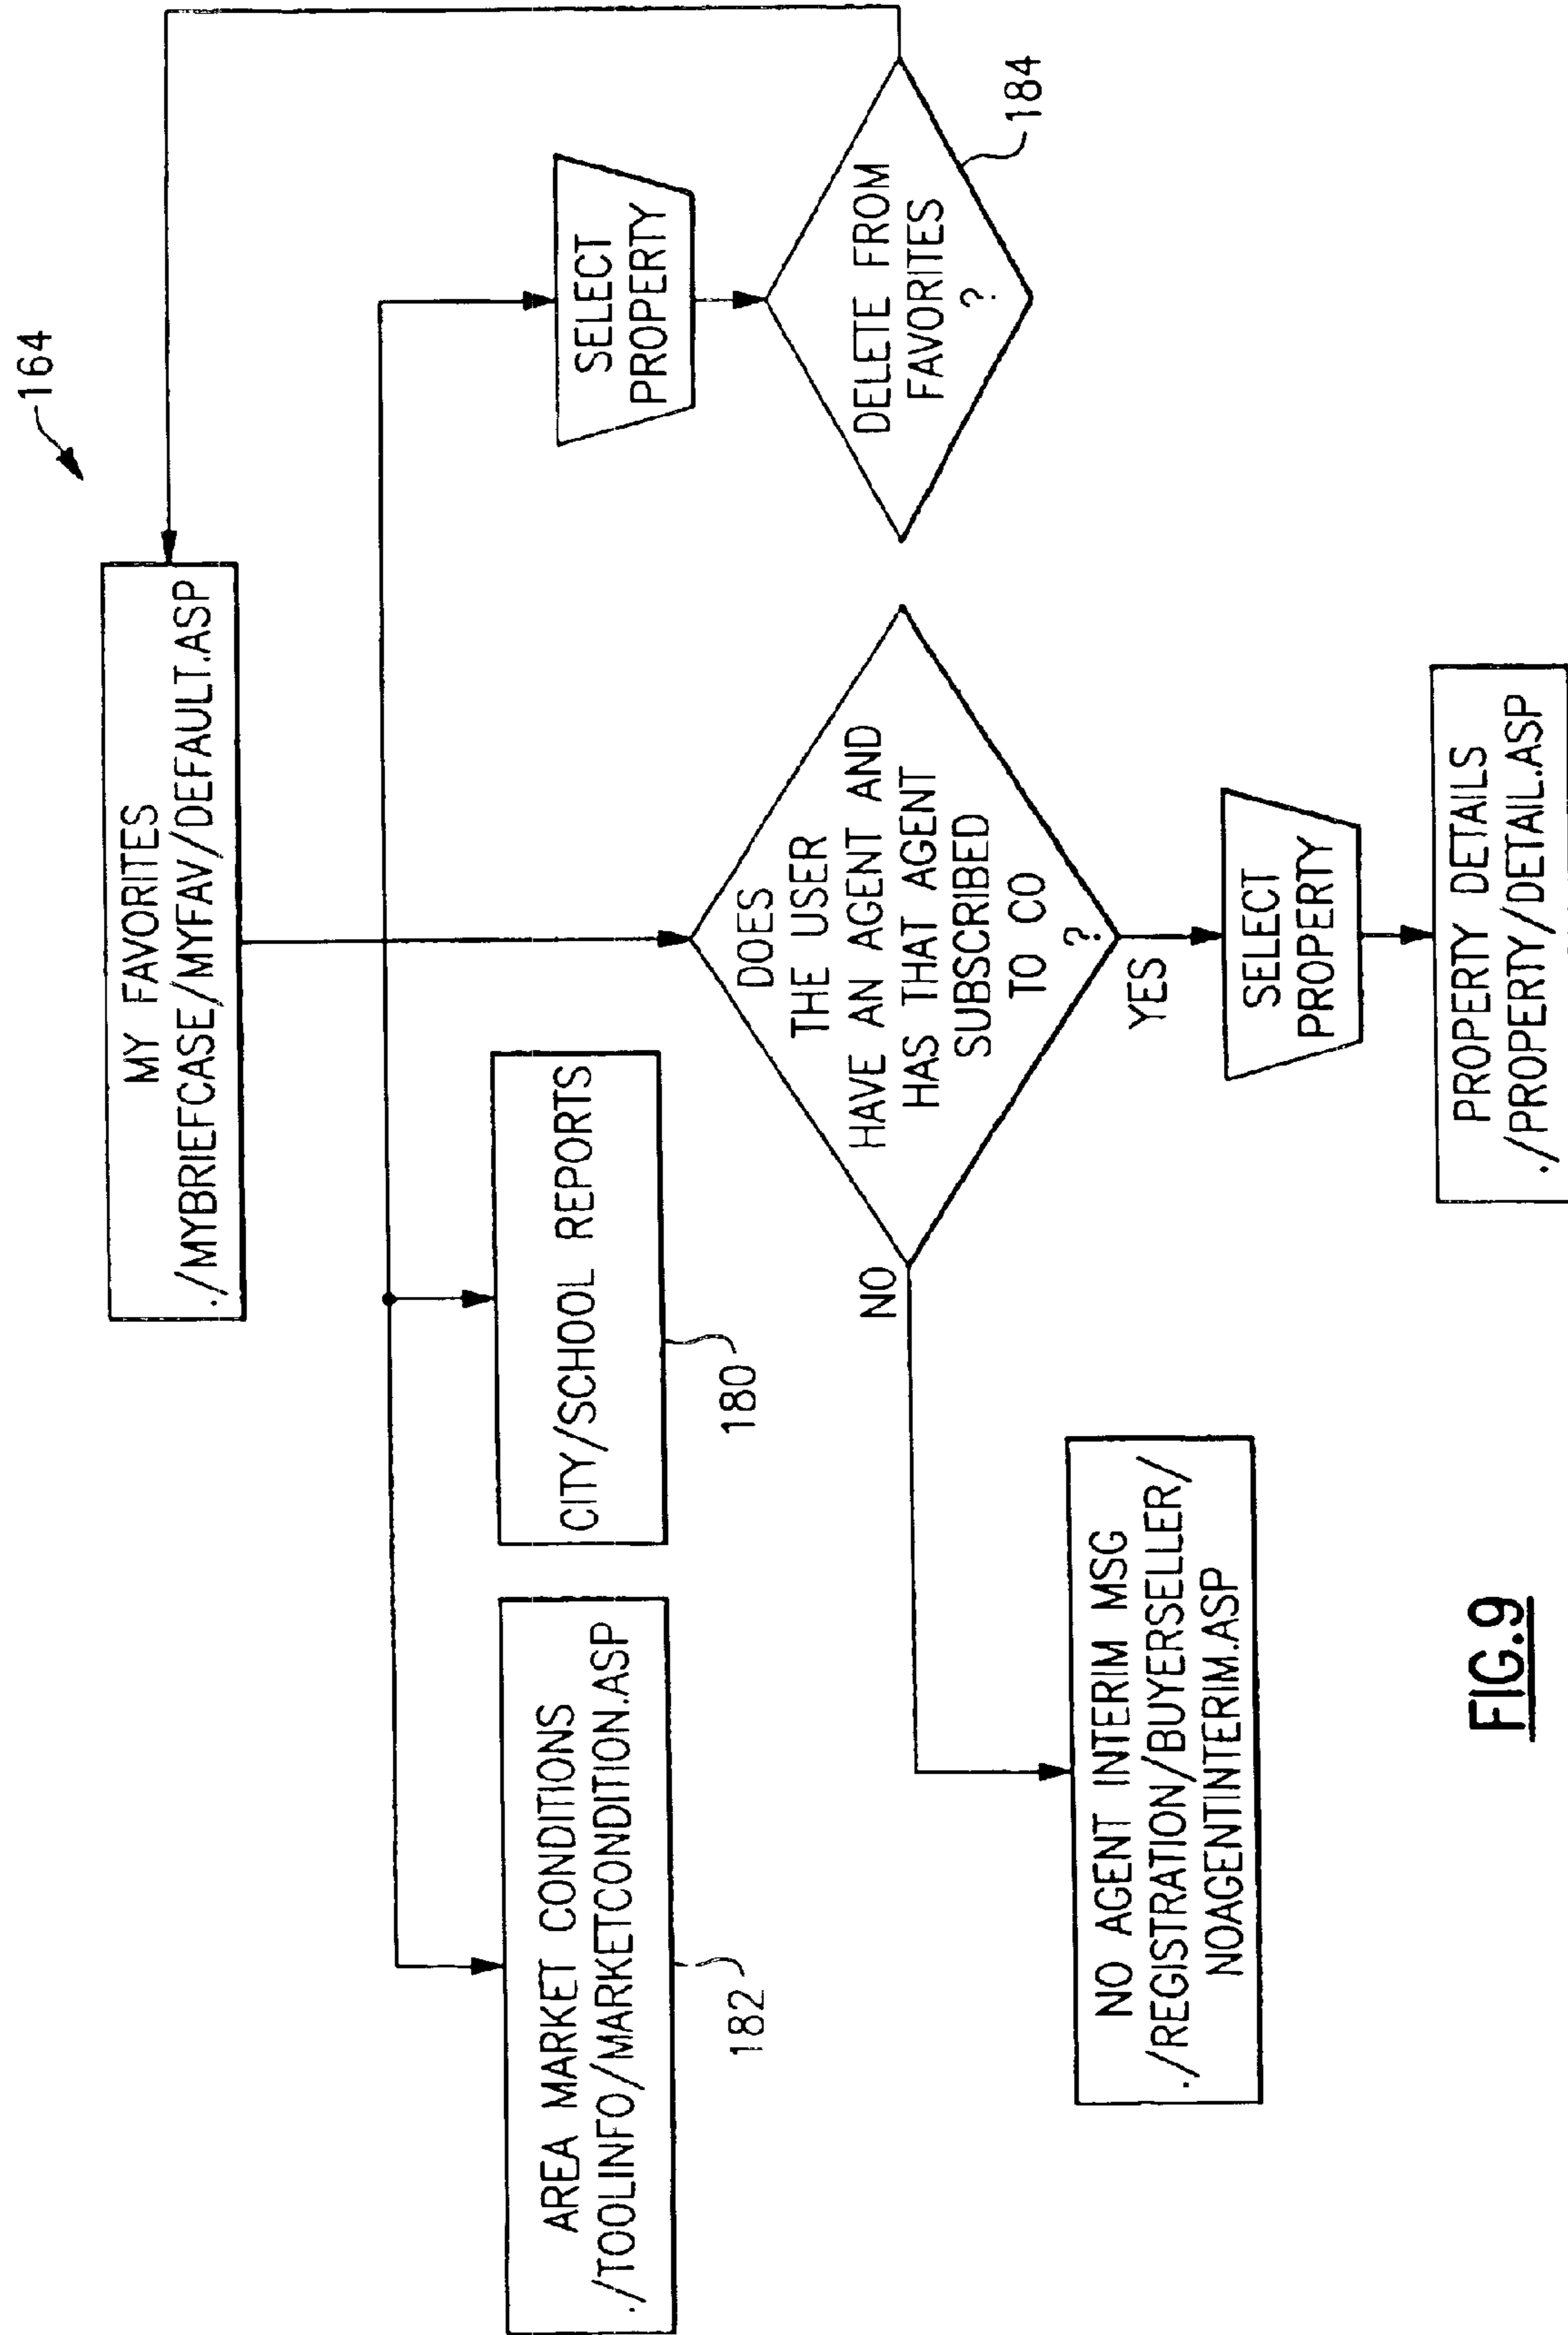 164
MY FAVORITES
./MYBRIEFCASE/MYFAV/DEFAULT.ASP
AREA MARKET CONDITIONS
./TOOLINFO/MARKETCONDITION.ASP
182
CITY/SCHOOL REPORTS
180
SELECT
PROPERTY
DELETE FROM
FAVORITES
?
184
DOES
THE USER
HAVE AN AGENT AND
HAS THAT AGENT
SUBSCRIBED
TO CO
?
NO
YES
NO AGENT INTERIM MSG
./REGISTRATION/BUYERSELLER/
NOAGENTINTERIM.ASP
SELECT
PROPERTY
PROPERTY DETAILS
./PROPERTY/DETAIL.ASP
FIG.9